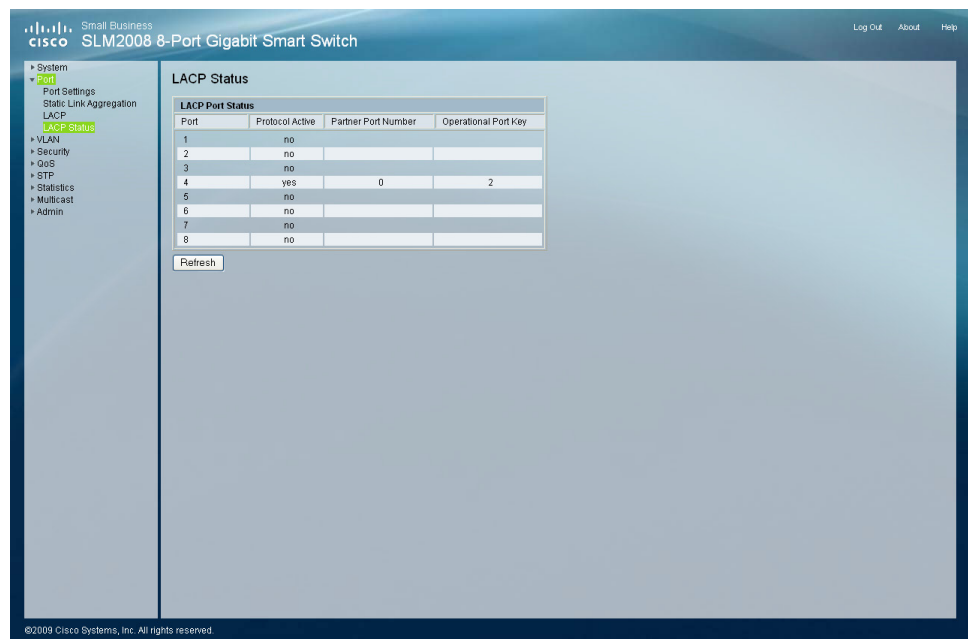 Small Business
CISCO SLM2008 8-Port Gigabit Smart Switch
Log Out About Help
System
Port
Port Settings
Static Link Aggregation
LACP
LACP Status
VLAN
Security
QoS
STP
Statistics
Multicast
Admin
LACP Status
LACP Port Status
Port Protocol Active Partner Port Number Operational Port Key
1 no
2 no
3 no
4 yes 0 2
5 no
6 no
7 no
8 no
Refresh
©2009 Cisco Systems, Inc. All rights reserved.